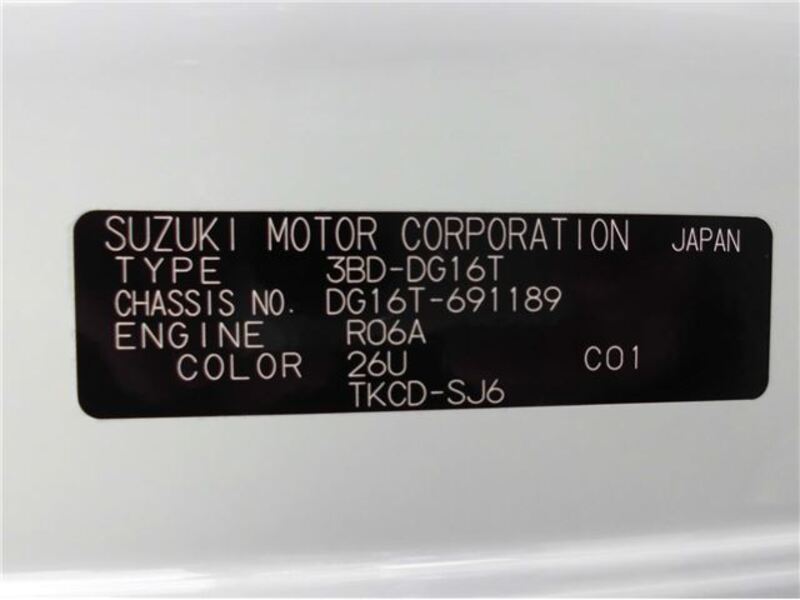 SUZUKI MOTOR CORPORATION JAPAN
TYPE 3BD-DG16T
CHASSIS NO. DG16T-691189
ENGINE R06A
COLOR 26U C01
TKCD-SJ6